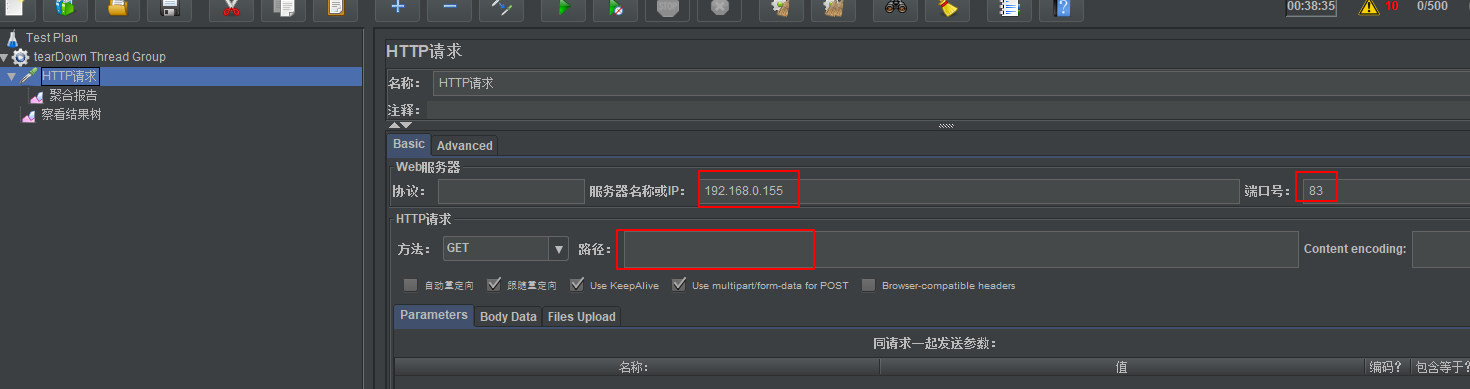 STOP
00:38:35 10 0/500
Test Plan
tearDown Thread Group
HTTP请求
聚合报告
察看结果树
HTTP请求
名称： HTTP请求
注释：
Basic Advanced
Web服务器
协议： 服务器名称或IP： 192.168.0.155 端口号： 83
HTTP请求
方法： GET 路径： Content encoding:
自动重定向 跟随重定向 Use KeepAlive Use multipart/form-data for POST Browser-compatible headers
Parameters Body Data Files Upload
同请求一起发送参数：
名称： 值 编码? 包含等于?